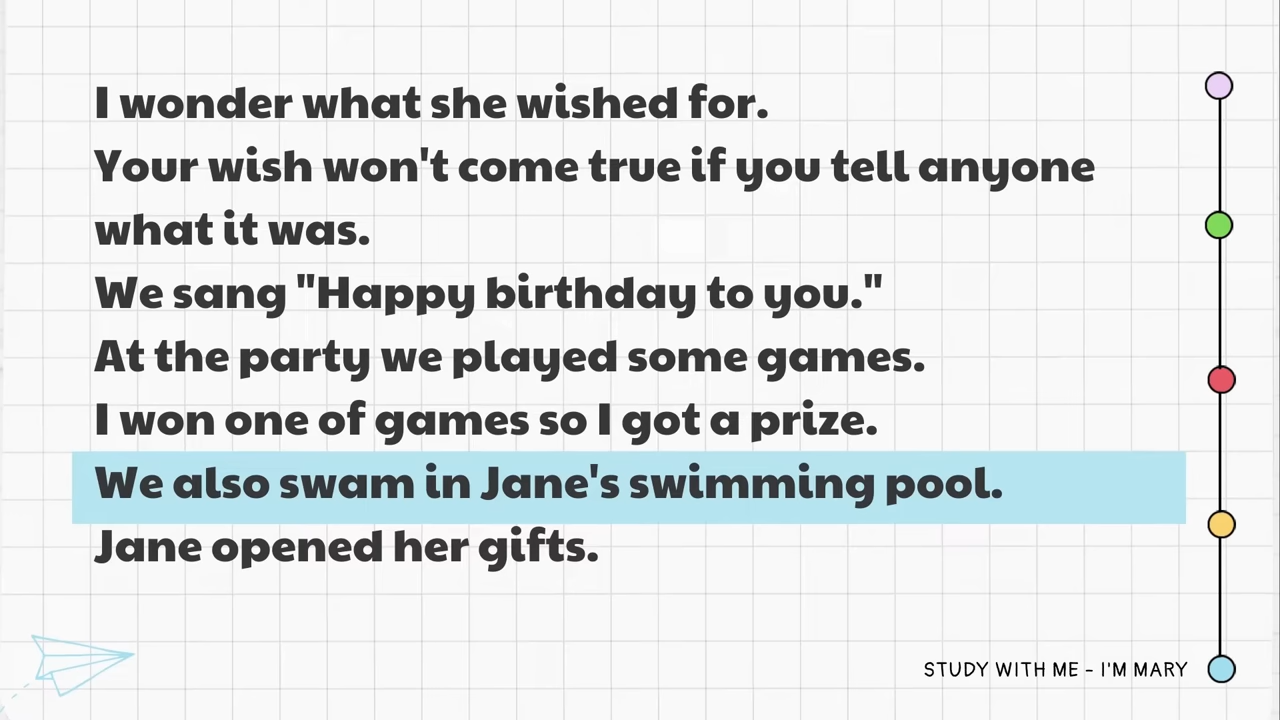 I wonder what she wished for.
Your wish won't come true if you tell anyone
what it was.
We sang "Happy birthday to you."
At the party we played some games.
I won one of games so I got a prize.
We also swam in Jane's swimming pool.
Jane opened her gifts.
STUDY WITH ME - I'M MARY